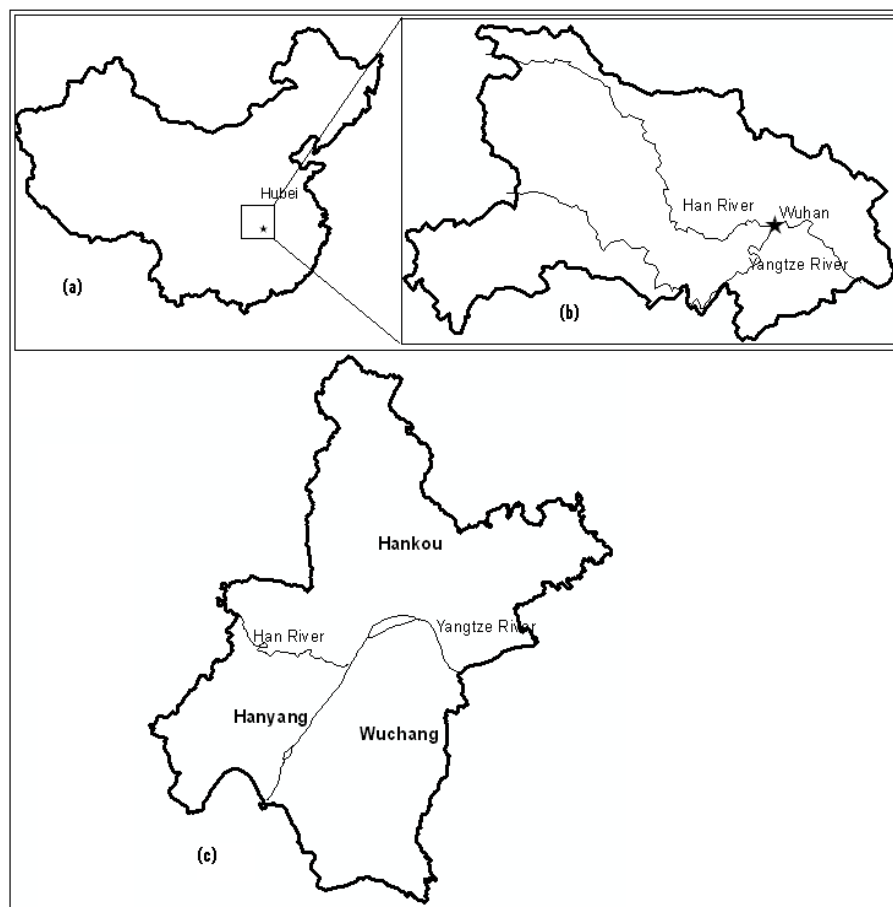 Hubei
(a)
Han River
Wuhan
Yangtze River
(b)
Hankou
Han River
Yangtze River
Hanyang
Wuchang
(c)